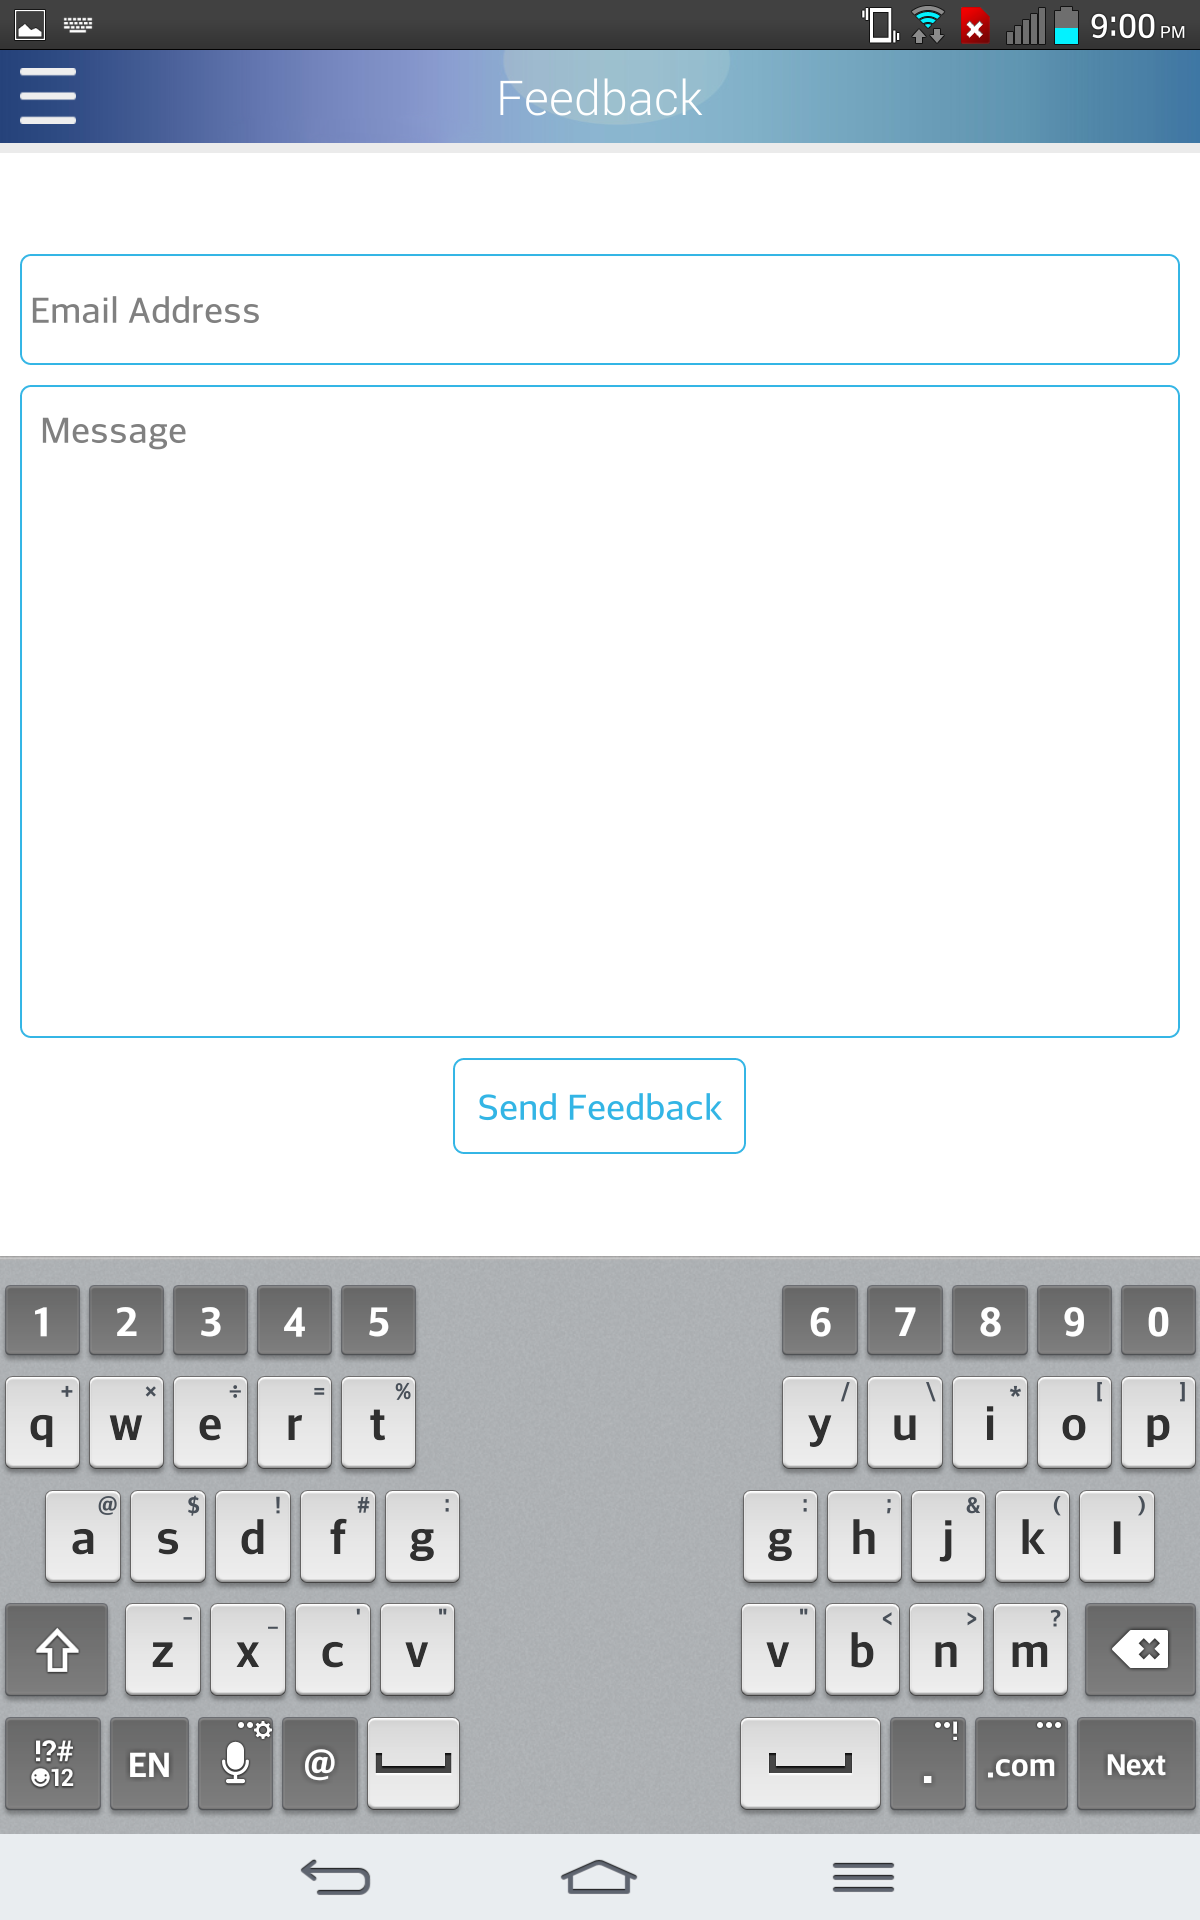 9:00 PM
Feedback
Email Address
Message
Send Feedback
1 2 3 4 5 6 7 8 9 0
+ × ÷ = % / \ * [ ]
q w e r t y u i o p
@ $ ! # : : ; & ( )
a s d f g g h j k l
- _ ' " " < > ?
z x c v v b n m
!?# EN @ . ! .com Next
12